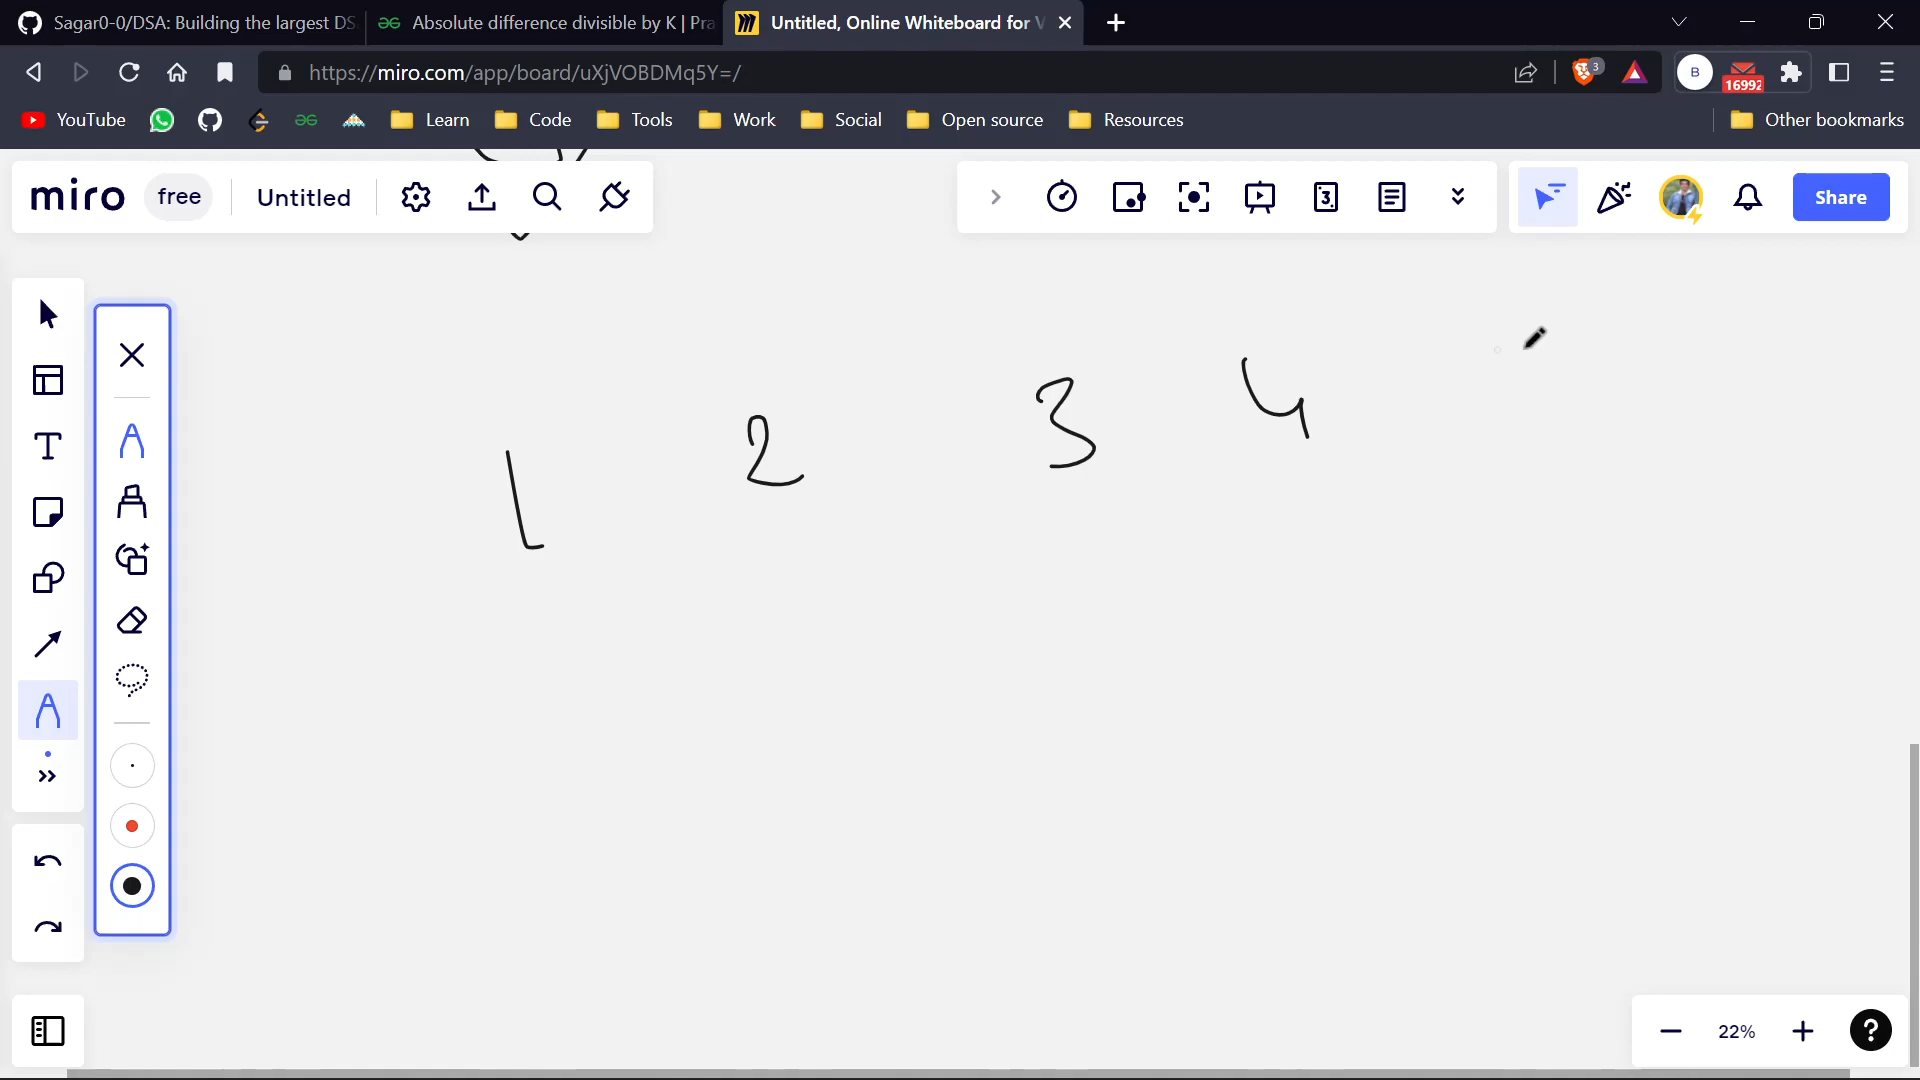 Sagar0-0/DSA: Building the largest DS
Absolute difference divisible by K | Pra
Untitled, Online Whiteboard for V
https://miro.com/app/board/uXjVOBDMq5Y=/
3
B
16992
YouTube
Learn
Code
Tools
Work
Social
Open source
Resources
Other bookmarks
miro
free
Untitled
3
Share
1 2 3 4
22%
?